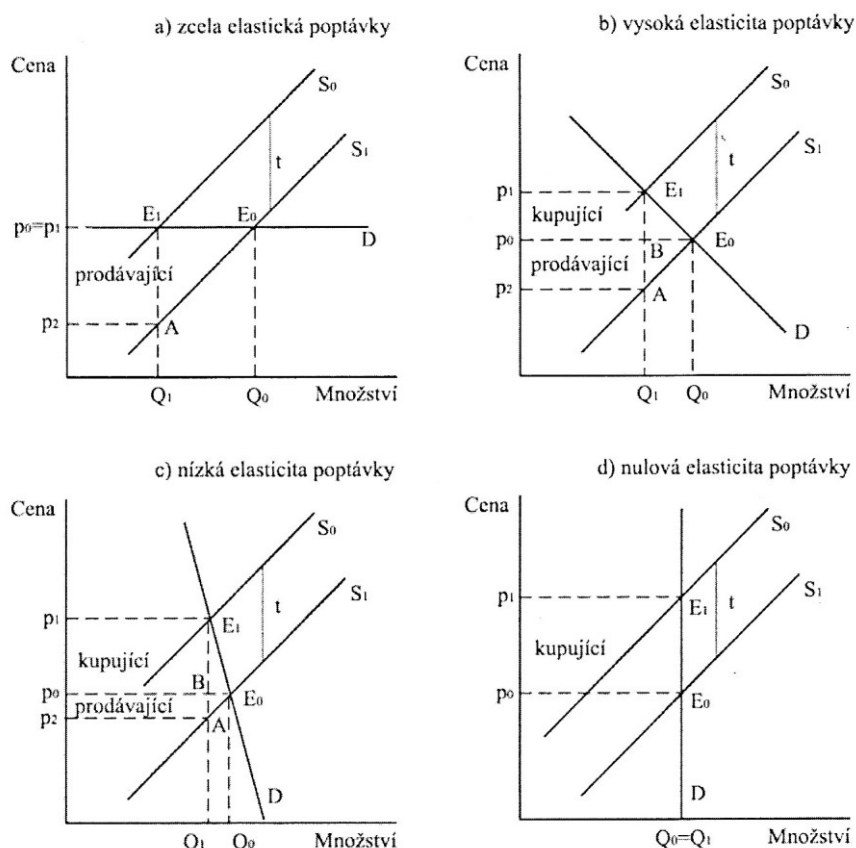 a) zcela elastická poptávky
Cena
S0
S1
t
E1
E0
p0=p1
D
prodávající
p2
A
Q1
Q0
Množství
b) vysoká elasticita poptávky
Cena
S0
S1
t
p1
E1
kupující
p0
B
E0
prodávající
p2
A
D
Q1
Q0
Množství
c) nízká elasticita poptávky
Cena
S0
S1
t
p1
E1
kupující
B
p0
E0
prodávající
p2
A
D
Q1
Q0
Množství
d) nulová elasticita poptávky
Cena
S0
S1
p1
E1
t
kupující
p0
E0
D
Q0=Q1
Množství